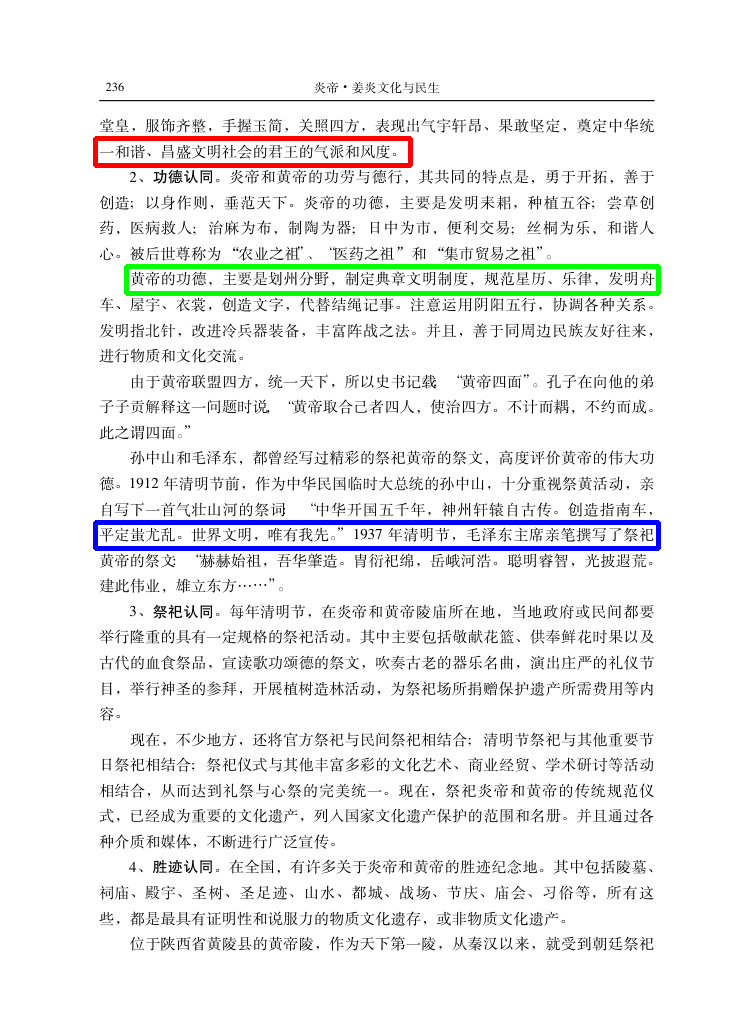 236
炎帝·姜炎文化与民生
堂皇，服饰齐整，手握玉简，关照四方，表现出气宇轩昂、果敢坚定，奠定中华统
一和谐、昌盛文明社会的君王的气派和风度。
2、功德认同。炎帝和黄帝的功劳与德行，其共同的特点是，勇于开拓，善于
创造；以身作则，垂范天下。炎帝的功德，主要是发明耒耜，种植五谷；尝草创
药，医病救人；治麻为布，制陶为器；日中为市，便利交易；丝桐为乐，和谐人
心。被后世尊称为“农业之祖”、“医药之祖”和“集市贸易之祖”。
黄帝的功德，主要是划州分野，制定典章文明制度，规范星历、乐律，发明舟
车、屋宇、衣裳，创造文字，代替结绳记事。注意运用阴阳五行，协调各种关系。
发明指北针，改进冷兵器装备，丰富阵战之法。并且，善于同周边民族友好往来，
进行物质和文化交流。
由于黄帝联盟四方，统一天下，所以史书记载，“黄帝四面”。孔子在向他的弟
子子贡解释这一问题时说，“黄帝取合己者四人，使治四方。不计而耦，不约而成。
此之谓四面。”
孙中山和毛泽东，都曾经写过精彩的祭祀黄帝的祭文，高度评价黄帝的伟大功
德。1912 年清明节前，作为中华民国临时大总统的孙中山，十分重视祭黄活动，亲
自写下一首气壮山河的祭词：“中华开国五千年，神州轩辕自古传。创造指南车，
平定蚩尤乱。世界文明，唯有我先。”1937 年清明节，毛泽东主席亲笔撰写了祭祀
黄帝的祭文：“赫赫始祖，吾华肇造。胄衍祀绵，岳峨河浩。聪明睿智，光披遐荒。
建此伟业，雄立东方……”。
3、祭祀认同。每年清明节，在炎帝和黄帝陵庙所在地，当地政府或民间都要
举行隆重的具有一定规格的祭祀活动。其中主要包括敬献花篮、供奉鲜花时果以及
古代的血食祭品，宣读歌功颂德的祭文，吹奏古老的器乐名曲，演出庄严的礼仪节
目，举行神圣的参拜，开展植树造林活动，为祭祀场所捐赠保护遗产所需费用等内
容。
现在，不少地方，还将官方祭祀与民间祭祀相结合；清明节祭祀与其他重要节
日祭祀相结合；祭祀仪式与其他丰富多彩的文化艺术、商业经贸、学术研讨等活动
相结合，从而达到礼祭与心祭的完美统一。现在，祭祀炎帝和黄帝的传统规范仪
式，已经成为重要的文化遗产，列入国家文化遗产保护的范围和名册。并且通过各
种介质和媒体，不断进行广泛宣传。
4、胜迹认同。在全国，有许多关于炎帝和黄帝的胜迹纪念地。其中包括陵墓、
祠庙、殿宇、圣树、圣足迹、山水、都城、战场、节庆、庙会、习俗等，所有这
些，都是最具有证明性和说服力的物质文化遗存，或非物质文化遗产。
位于陕西省黄陵县的黄帝陵，作为天下第一陵，从秦汉以来，就受到朝廷祭祀